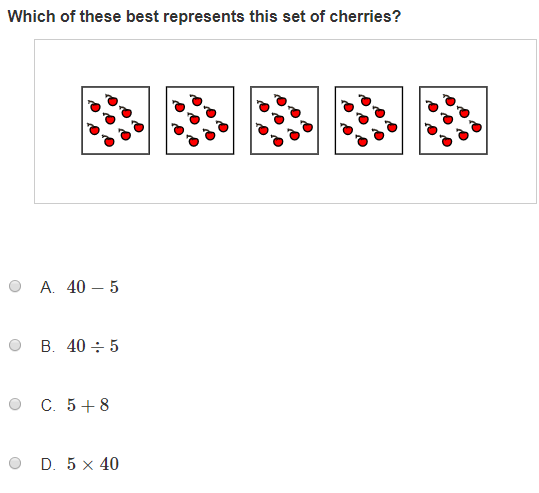 Which of these best represents this set of cherries?
A. 40 − 5
B. 40 ÷ 5
C. 5 + 8
D. 5 × 40